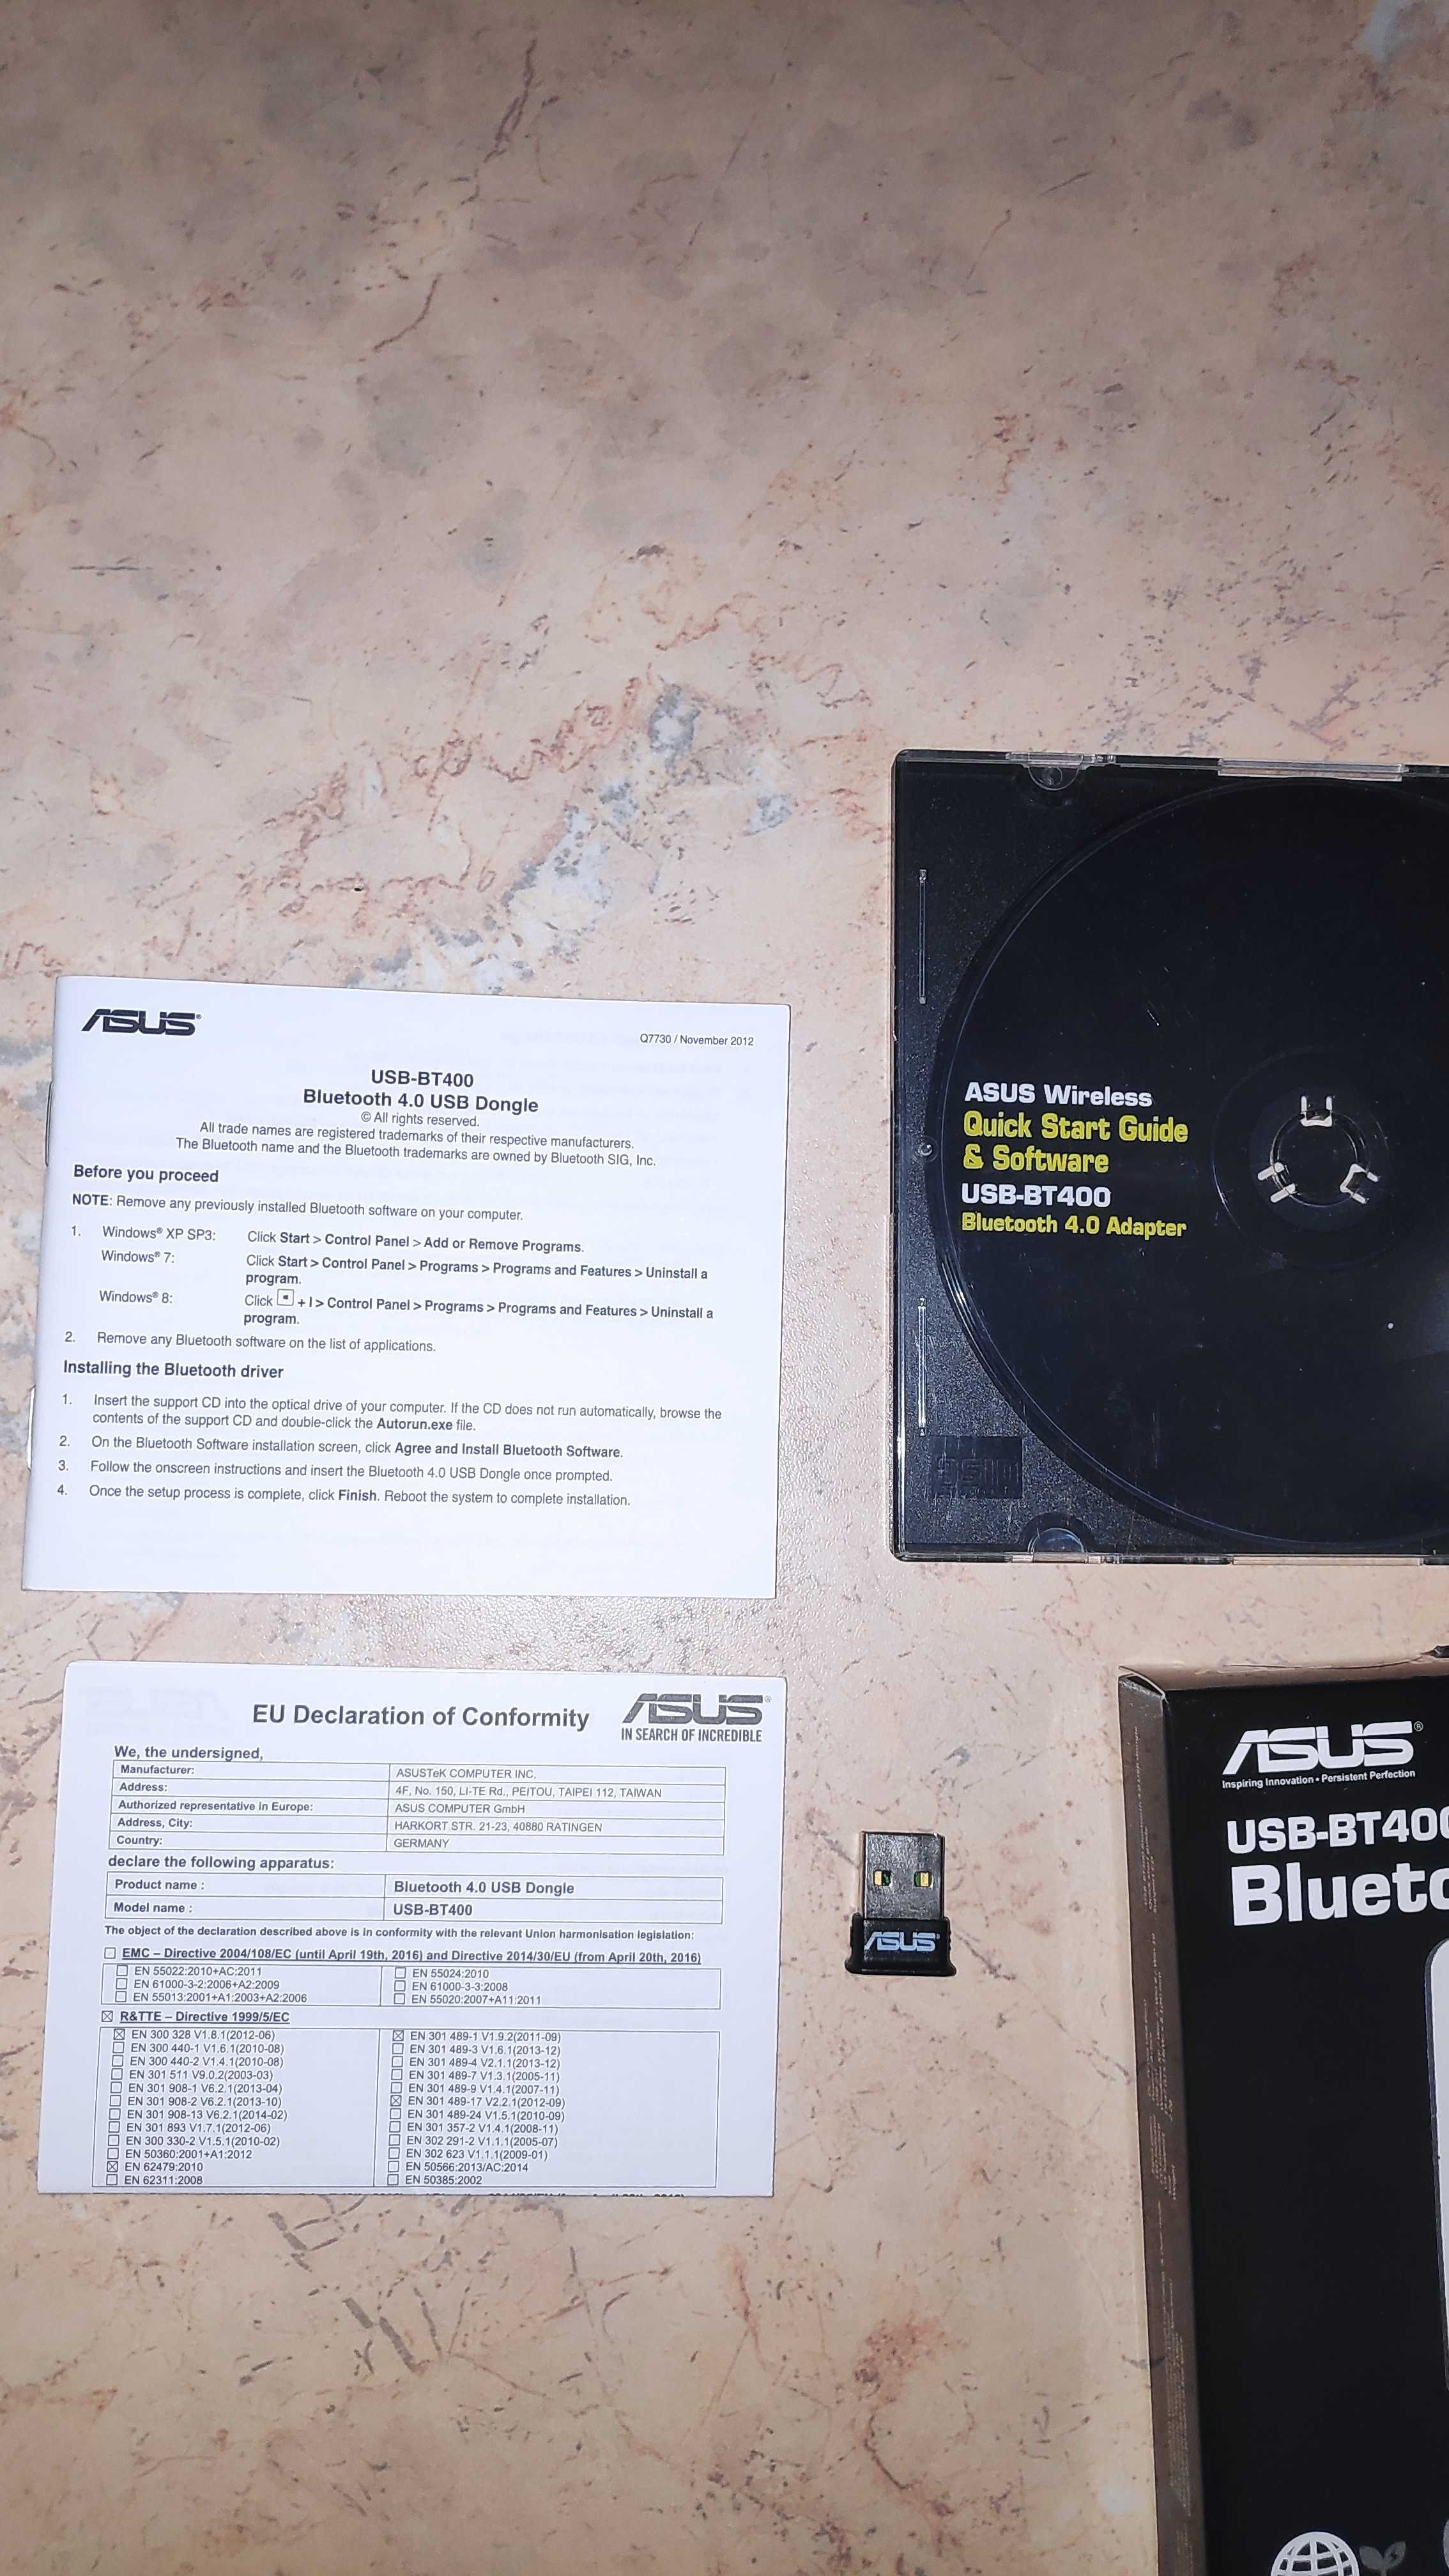 ASUS
Q7730 / November 2012
USB-BT400
Bluetooth 4.0 USB Dongle
© All rights reserved.
All trade names are registered trademarks of their respective manufacturers.
The Bluetooth name and the Bluetooth trademarks are owned by Bluetooth SIG, Inc.
Before you proceed
NOTE: Remove any previously installed Bluetooth software on your computer.
1. Windows® XP SP3: Click Start > Control Panel > Add or Remove Programs.
Windows® 7: Click Start > Control Panel > Programs > Programs and Features > Uninstall a
program.
Windows® 8: Click + I > Control Panel > Programs > Programs and Features > Uninstall a
program.
2. Remove any Bluetooth software on the list of applications.
Installing the Bluetooth driver
1. Insert the support CD into the optical drive of your computer. If the CD does not run automatically, browse the
contents of the support CD and double-click the Autorun.exe file.
2. On the Bluetooth Software installation screen, click Agree and Install Bluetooth Software.
3. Follow the onscreen instructions and insert the Bluetooth 4.0 USB Dongle once prompted.
4. Once the setup process is complete, click Finish. Reboot the system to complete installation.
ASUS Wireless
Quick Start Guide
& Software
USB-BT400
Bluetooth 4.0 Adapter
EU Declaration of Conformity
ASUS®
IN SEARCH OF INCREDIBLE
We, the undersigned,
Manufacturer: ASUSTeK COMPUTER INC.
Address: 4F, No. 150, LI-TE Rd., PEITOU, TAIPEI 112, TAIWAN
Authorized representative in Europe: ASUS COMPUTER GmbH
Address, City: HARKORT STR. 21-23, 40880 RATINGEN
Country: GERMANY
declare the following apparatus:
Product name : Bluetooth 4.0 USB Dongle
Model name : USB-BT400
The object of the declaration described above is in conformity with the relevant Union harmonisation legislation:
☐ EMC – Directive 2004/108/EC (until April 19th, 2016) and Directive 2014/30/EU (from April 20th, 2016)
☐ EN 55022:2010+AC:2011 ☐ EN 55024:2010
☐ EN 61000-3-2:2006+A2:2009 ☐ EN 61000-3-3:2008
☐ EN 55013:2001+A1:2003+A2:2006 ☐ EN 55020:2007+A11:2011
☒ R&TTE – Directive 1999/5/EC
☒ EN 300 328 V1.8.1(2012-06) ☒ EN 301 489-1 V1.9.2(2011-09)
☐ EN 300 440-1 V1.6.1(2010-08) ☐ EN 301 489-3 V1.6.1(2013-12)
☐ EN 300 440-2 V1.4.1(2010-08) ☐ EN 301 489-4 V2.1.1(2013-12)
☐ EN 301 511 V9.0.2(2003-03) ☐ EN 301 489-7 V1.3.1(2005-11)
☐ EN 301 908-1 V6.2.1(2013-04) ☐ EN 301 489-9 V1.4.1(2007-11)
☐ EN 301 908-2 V6.2.1(2013-10) ☒ EN 301 489-17 V2.2.1(2012-09)
☐ EN 301 908-13 V6.2.1(2014-02) ☐ EN 301 489-24 V1.5.1(2010-09)
☐ EN 301 893 V1.7.1(2012-06) ☐ EN 301 357-2 V1.4.1(2008-11)
☐ EN 300 330-2 V1.5.1(2010-02) ☐ EN 302 291-2 V1.1.1(2005-07)
☐ EN 50360:2001+A1:2012 ☐ EN 302 623 V1.1.1(2009-01)
☒ EN 62479:2010 ☐ EN 50566:2013/AC:2014
☐ EN 62311:2008 ☐ EN 50385:2002
ASUS
ASUS®
Inspiring Innovation • Persistent Perfection
USB-BT400
Blueto